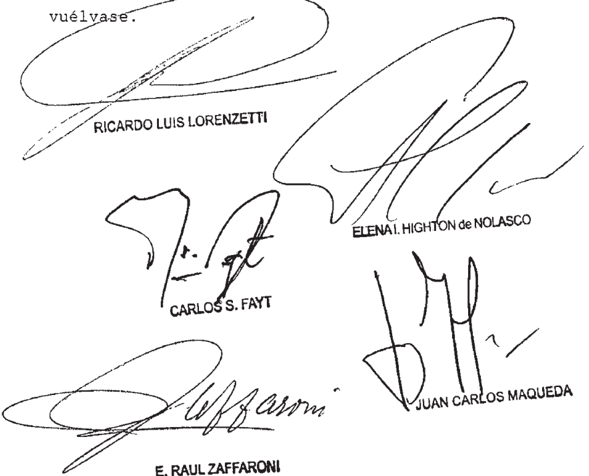 vuélvase.
RICARDO LUIS LORENZETTI
ELENA I. HIGHTON de NOLASCO
CARLOS S. FAYT
JUAN CARLOS MAQUEDA
Zaffaroni
E. RAUL ZAFFARONI